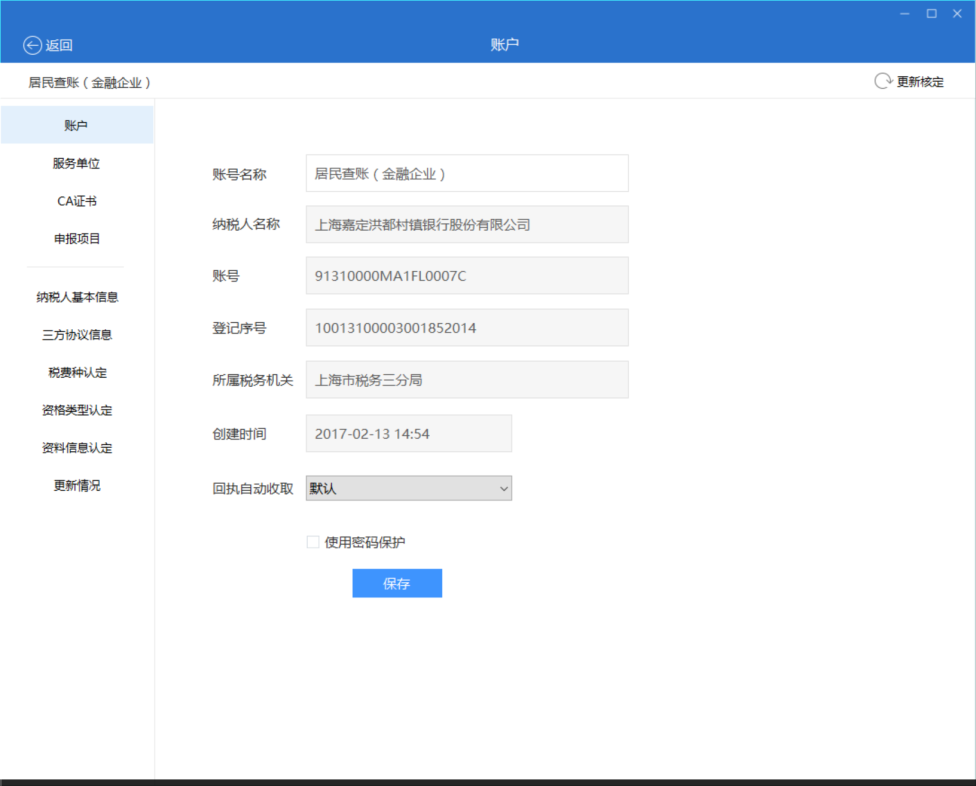 返回
账户
居民查账（金融企业）
更新核定
账户
服务单位
CA证书
申报项目
纳税人基本信息
三方协议信息
税费种认定
资格类型认定
资料信息认定
更新情况
账号名称 居民查账（金融企业）
纳税人名称 上海嘉定洪都村镇银行股份有限公司
账号 91310000MA1FL0007C
登记序号 10013100003001852014
所属税务机关 上海市税务三分局
创建时间 2017-02-13 14:54
回执自动收取 默认
使用密码保护
保存